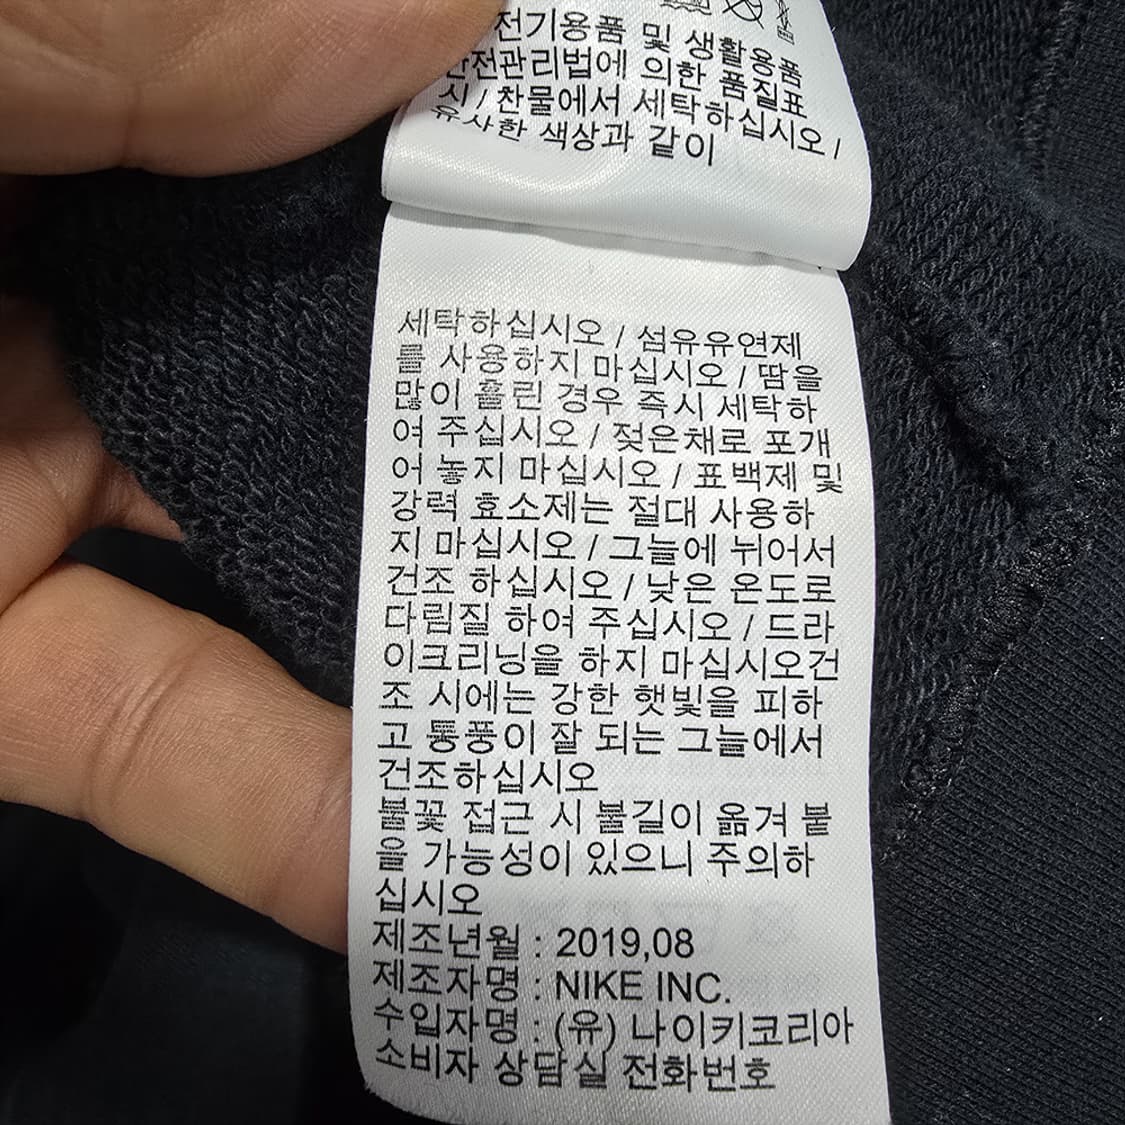 전기용품 및 생활용품
안전관리법에 의한 품질표
시 / 찬물에서 세탁하십시오 /
유사한 색상과 같이
세탁하십시오 / 섬유유연제
를 사용하지 마십시오 / 땀을
많이 흘린 경우 즉시 세탁하
여 주십시오 / 젖은채로 포개
어 놓지 마십시오 / 표백제 및
강력 효소제는 절대 사용하
지 마십시오 / 그늘에 뉘어서
건조 하십시오 / 낮은 온도로
다림질 하여 주십시오 / 드라
이크리닝을 하지 마십시오건
조 시에는 강한 햇빛을 피하
고 통풍이 잘 되는 그늘에서
건조하십시오
불꽃 접근 시 불길이 옮겨 붙
을 가능성이 있으니 주의하
십시오
제조년월 : 2019,08
제조자명 : NIKE INC.
수입자명 : (유) 나이키코리아
소비자 상담실 전화번호